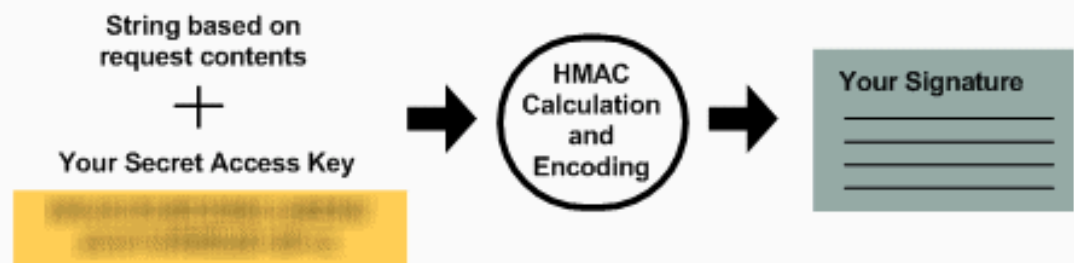 String based on
request contents
+
Your Secret Access Key
HMAC
Calculation
and
Encoding
Your Signature